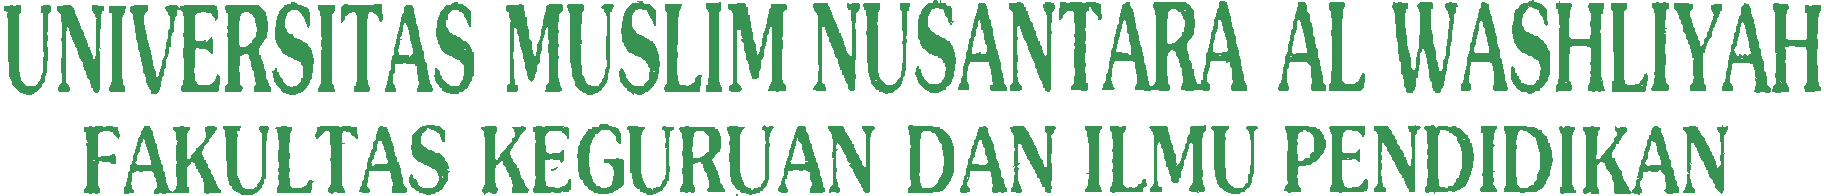 UNIVERSITAS MUSLIM NUSANTARA AL WASHLIYAH
FAKULTAS KEGURUAN DAN ILMU PENDIDIKAN